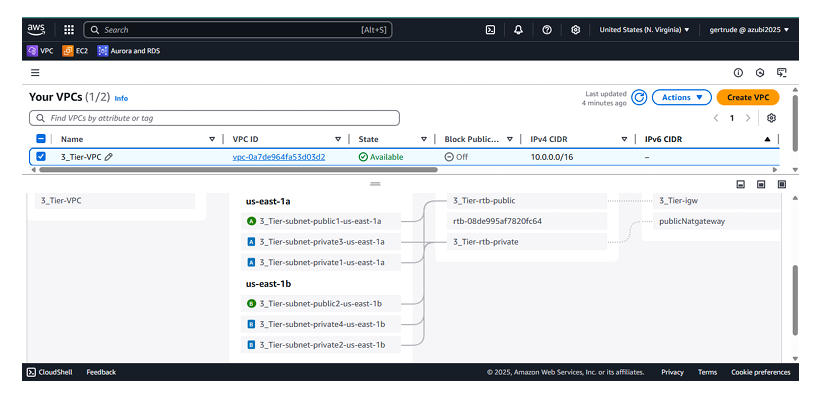 aws
Search
[Alt+S]
United States (N. Virginia) ▼
gertrude @ azubi2025 ▼
VPC
EC2
Aurora and RDS
Your VPCs (1/2) Info
Last updated
4 minutes ago
Actions ▼
Create VPC
Find VPCs by attribute or tag
1
Name
VPC ID
State
Block Public...
IPv4 CIDR
IPv6 CIDR
3_Tier-VPC
vpc-0a7de964fa53d03d2
Available
Off
10.0.0.0/16
–
3_Tier-VPC
us-east-1a
A 3_Tier-subnet-public1-us-east-1a
A 3_Tier-subnet-private3-us-east-1a
A 3_Tier-subnet-private1-us-east-1a
us-east-1b
B 3_Tier-subnet-public2-us-east-1b
B 3_Tier-subnet-private4-us-east-1b
B 3_Tier-subnet-private2-us-east-1b
3_Tier-rtb-public
rtb-08de995af7820fc64
3_Tier-rtb-private
3_Tier-igw
publicNatgateway
CloudShell
Feedback
© 2025, Amazon Web Services, Inc. or its affiliates.
Privacy
Terms
Cookie preferences